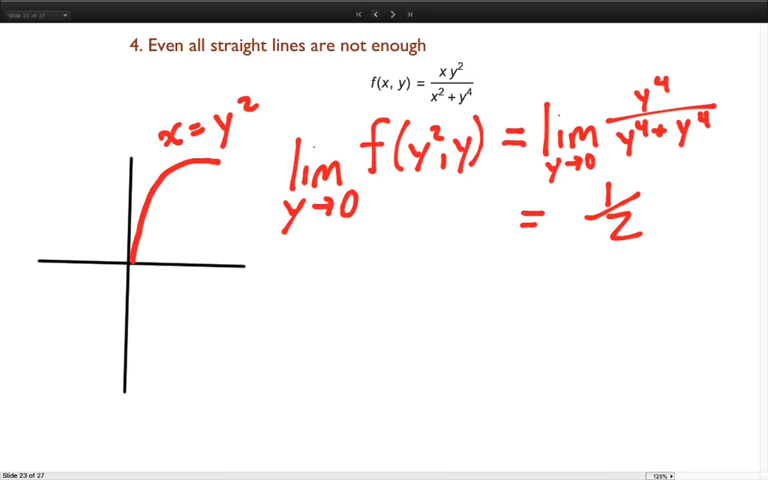 Slide 23 of 27
4. Even all straight lines are not enough
f(x, y) = x y² / x² + y⁴
x = y²
lim y→0 f(y², y) = lim y→0 y⁴ / y⁴ + y⁴
= 1/2
Slide 23 of 27
125%